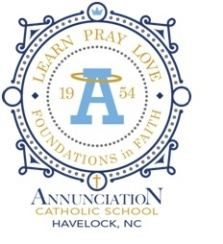 LEARN PRAY LOVE
19 A 54
FOUNDATIONS in FAITH
ANNUNCIATION
CATHOLIC SCHOOL
HAVELOCK, NC